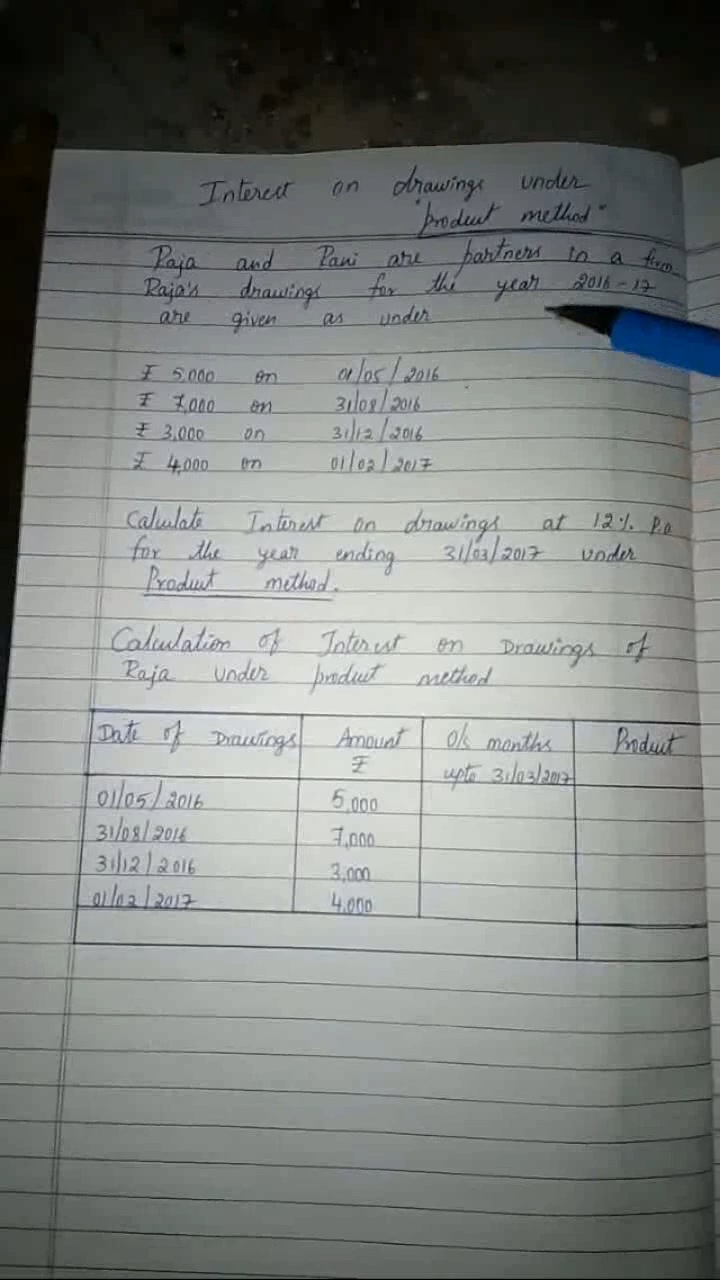 Interest on drawings under
"product method"
Raja and Rani are partners in a firm
Raja's drawings for the year 2016-17
are given as under
₹ 5,000 on 01/05/2016
₹ 7,000 on 31/08/2016
₹ 3,000 on 31/12/2016
₹ 4,000 on 01/02/2017
Calculate Interest on drawings at 12% P.a
for the year ending 31/03/2017 under
Product method.
Calculation of Interest on Drawings of
Raja under product method
Date of Drawings Amount ₹ O/s months upto 31/03/2017 Product
01/05/2016 5,000
31/08/2016 7,000
31/12/2016 3,000
01/02/2017 4,000